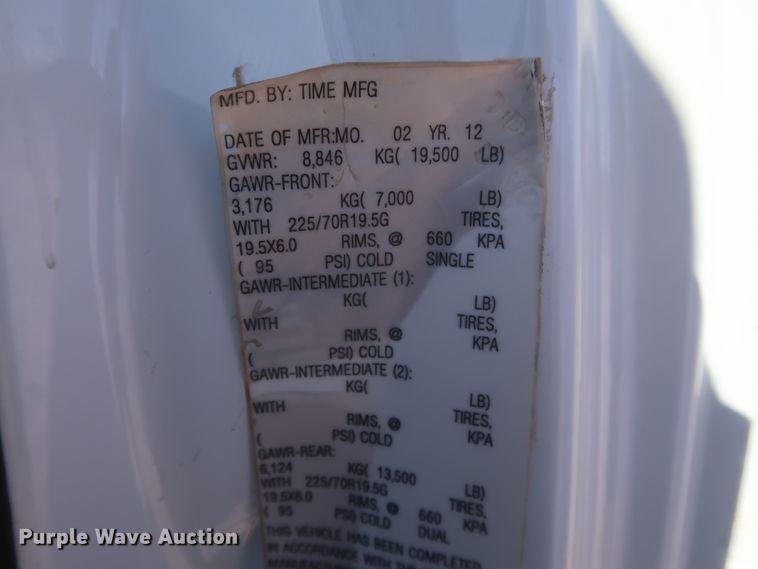 MFD. BY: TIME MFG
DATE OF MFR:MO. 02 YR. 12
GVWR: 8,846 KG( 19,500 LB)
GAWR-FRONT:
3,176 KG( 7,000 LB)
WITH 225/70R19.5G TIRES,
19.5X6.0 RIMS, @ 660 KPA
( 95 PSI) COLD SINGLE
GAWR-INTERMEDIATE (1):
KG( LB)
WITH TIRES,
RIMS, @ KPA
( PSI) COLD
GAWR-INTERMEDIATE (2):
KG( LB)
WITH TIRES,
RIMS, @ KPA
( PSI) COLD
GAWR-REAR:
6,124 KG( 13,500 LB)
WITH 225/70R19.5G TIRES,
19.5X6.0 RIMS, @ 660 KPA
( 95 PSI) COLD DUAL
THIS VEHICLE HAS BEEN COMPLETED
IN ACCORDANCE WITH THE
Purple Wave Auction